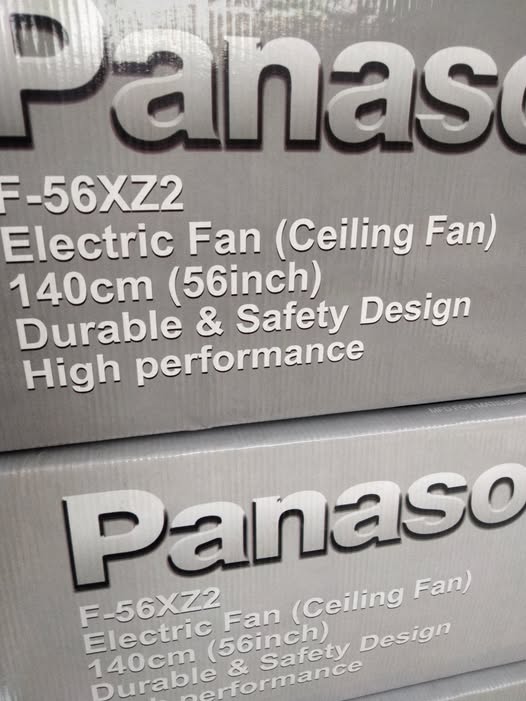 Panaso
F-56XZ2
Electric Fan (Ceiling Fan)
140cm (56inch)
Durable & Safety Design
High performance
Panaso
F-56XZ2
Electric Fan (Ceiling Fan)
140cm (56inch)
Durable & Safety Design
performance